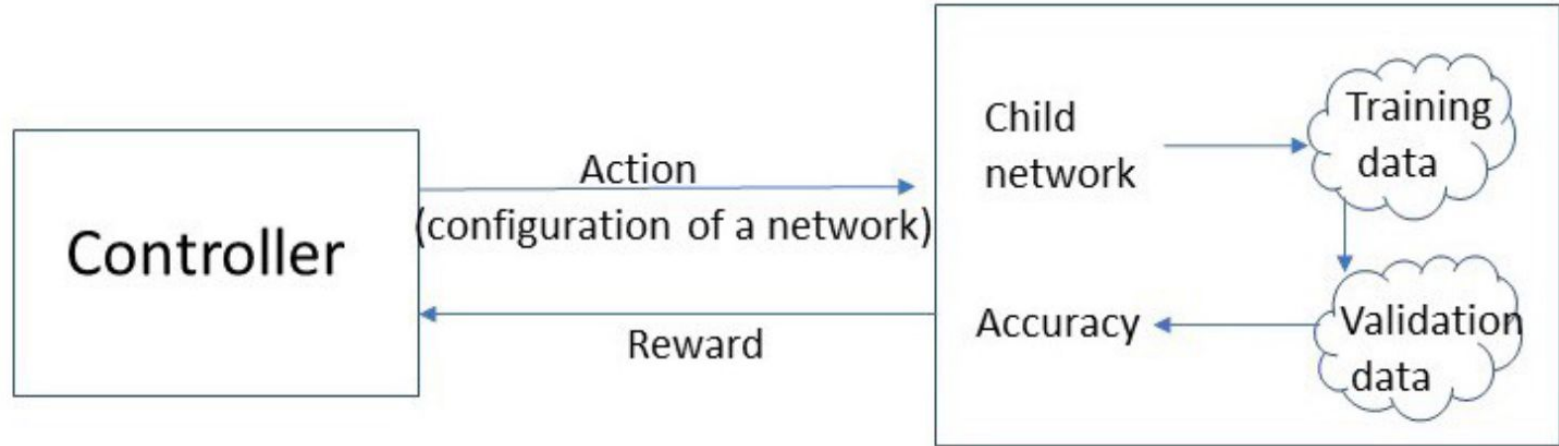 Controller
Action
(configuration of a network)
Reward
Child
network
Training
data
Validation
data
Accuracy